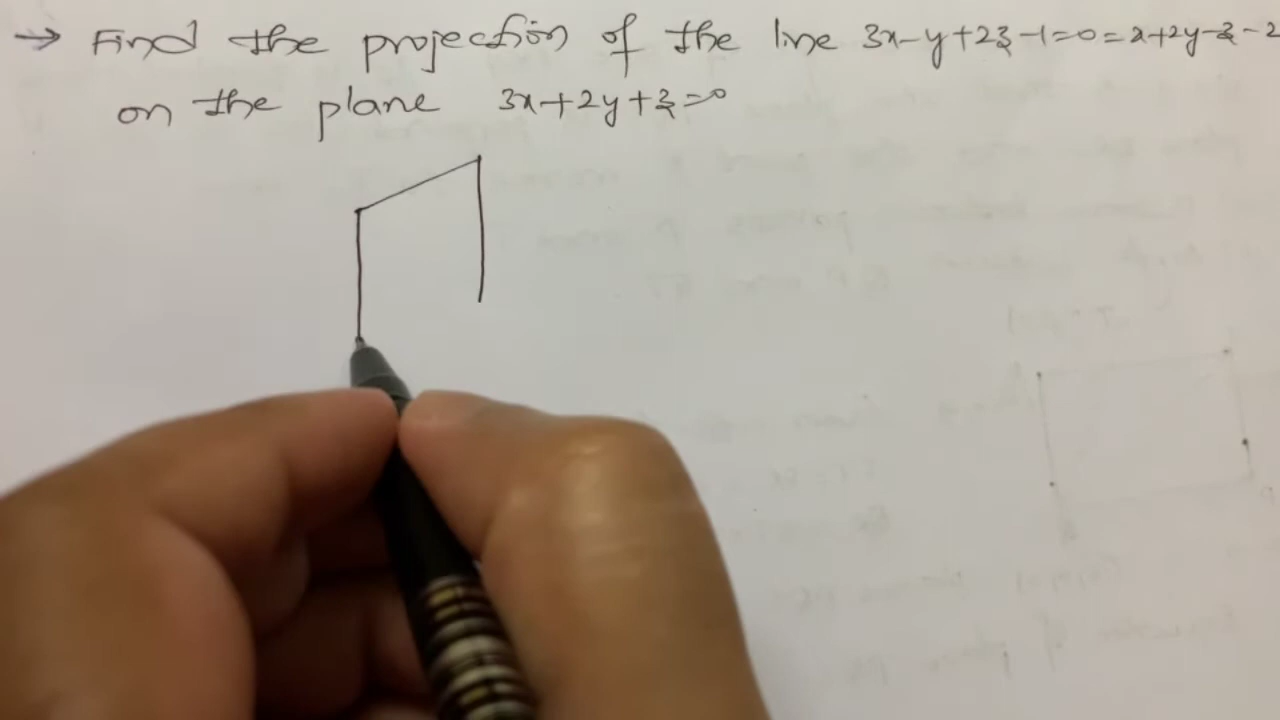 → Find the projection of the line 3x-y+2z-1=0=x+2y-z-2
on the plane 3x+2y+z=0